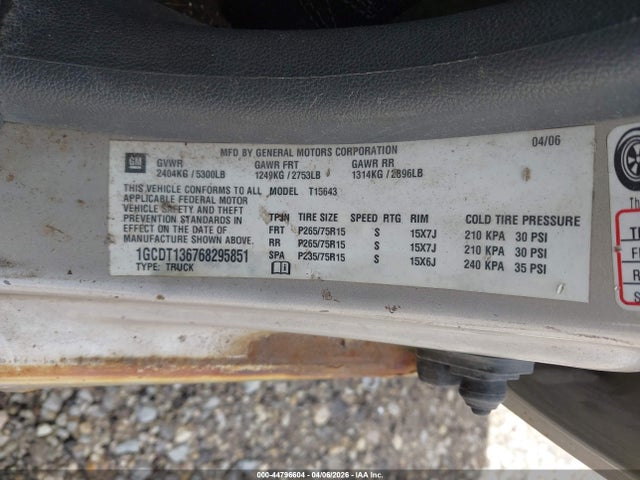 MFD BY GENERAL MOTORS CORPORATION 04/06
GM GVWR GAWR FRT GAWR RR
2404KG / 5300LB 1249KG / 2753LB 1314KG / 2896LB
THIS VEHICLE CONFORMS TO ALL MODEL T15643
APPLICABLE FEDERAL MOTOR
VEHICLE SAFETY AND THEFT
PREVENTION STANDARDS IN
EFFECT ON THE DATE OF
MANUFACTURE SHOWN ABOVE.
1GCDT136768295851
TYPE: TRUCK
TPIN TIRE SIZE SPEED RTG RIM COLD TIRE PRESSURE
FRT P265/75R15 S 15X7J 210 KPA 30 PSI
RR P265/75R15 S 15X7J 210 KPA 30 PSI
SPA P235/75R15 S 15X6J 240 KPA 35 PSI
000-44796604 - 04/06/2026 - IAA Inc.